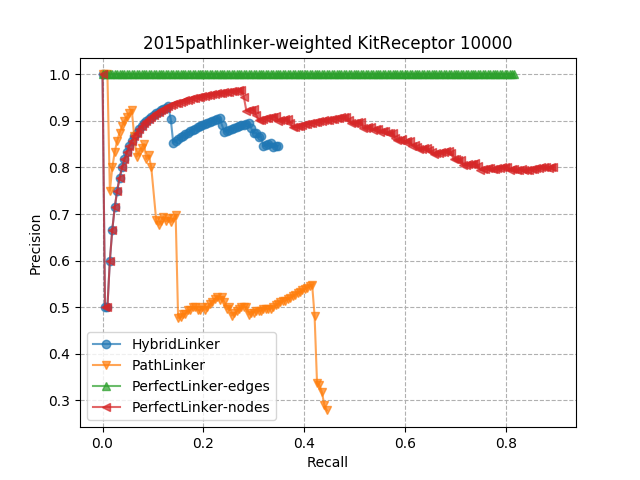 2015pathlinker-weighted KitReceptor 10000
Precision
1.0
0.9
0.8
0.7
0.6
0.5
0.4
0.3
HybridLinker
PathLinker
PerfectLinker-edges
PerfectLinker-nodes
0.0 0.2 0.4 0.6 0.8
Recall